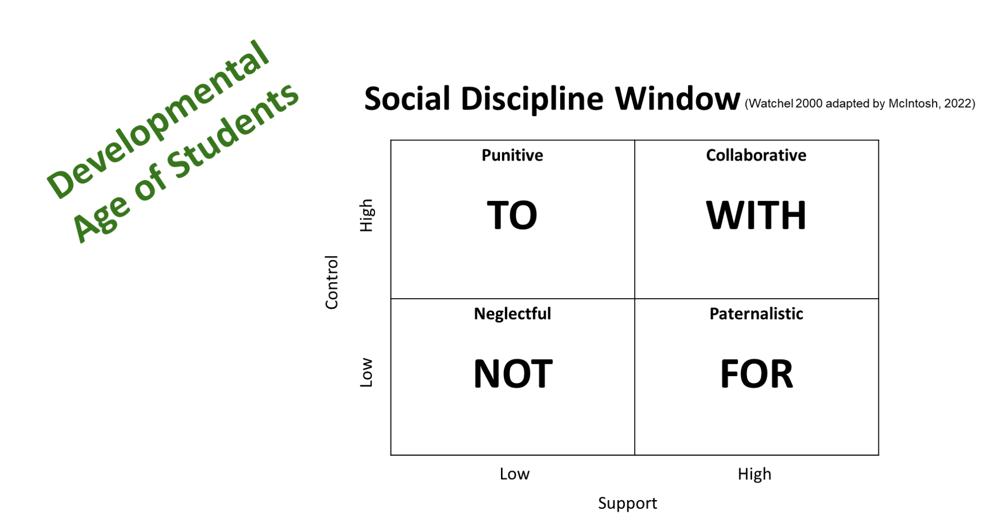 Developmental
Age of Students
Social Discipline Window (Watchel 2000 adapted by McIntosh, 2022)
Punitive
Collaborative
High
TO
WITH
Control
Neglectful
Paternalistic
Low
NOT
FOR
Low
High
Support